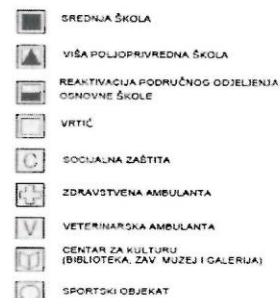 SREDNJA ŠKOLA
VIŠA POLJOPRIVREDNA ŠKOLA
REAKTIVACIJA PODRUČNOG ODJELJENJA
OSNOVNE ŠKOLE
VRTIĆ
C SOCIJALNA ZAŠTITA
ZDRAVSTVENA AMBULANTA
V VETERINARSKA AMBULANTA
CENTAR ZA KULTURU
(BIBLIOTEKA, ZAV. MUZEJ I GALERIJA)
SPORTSKI OBJEKAT